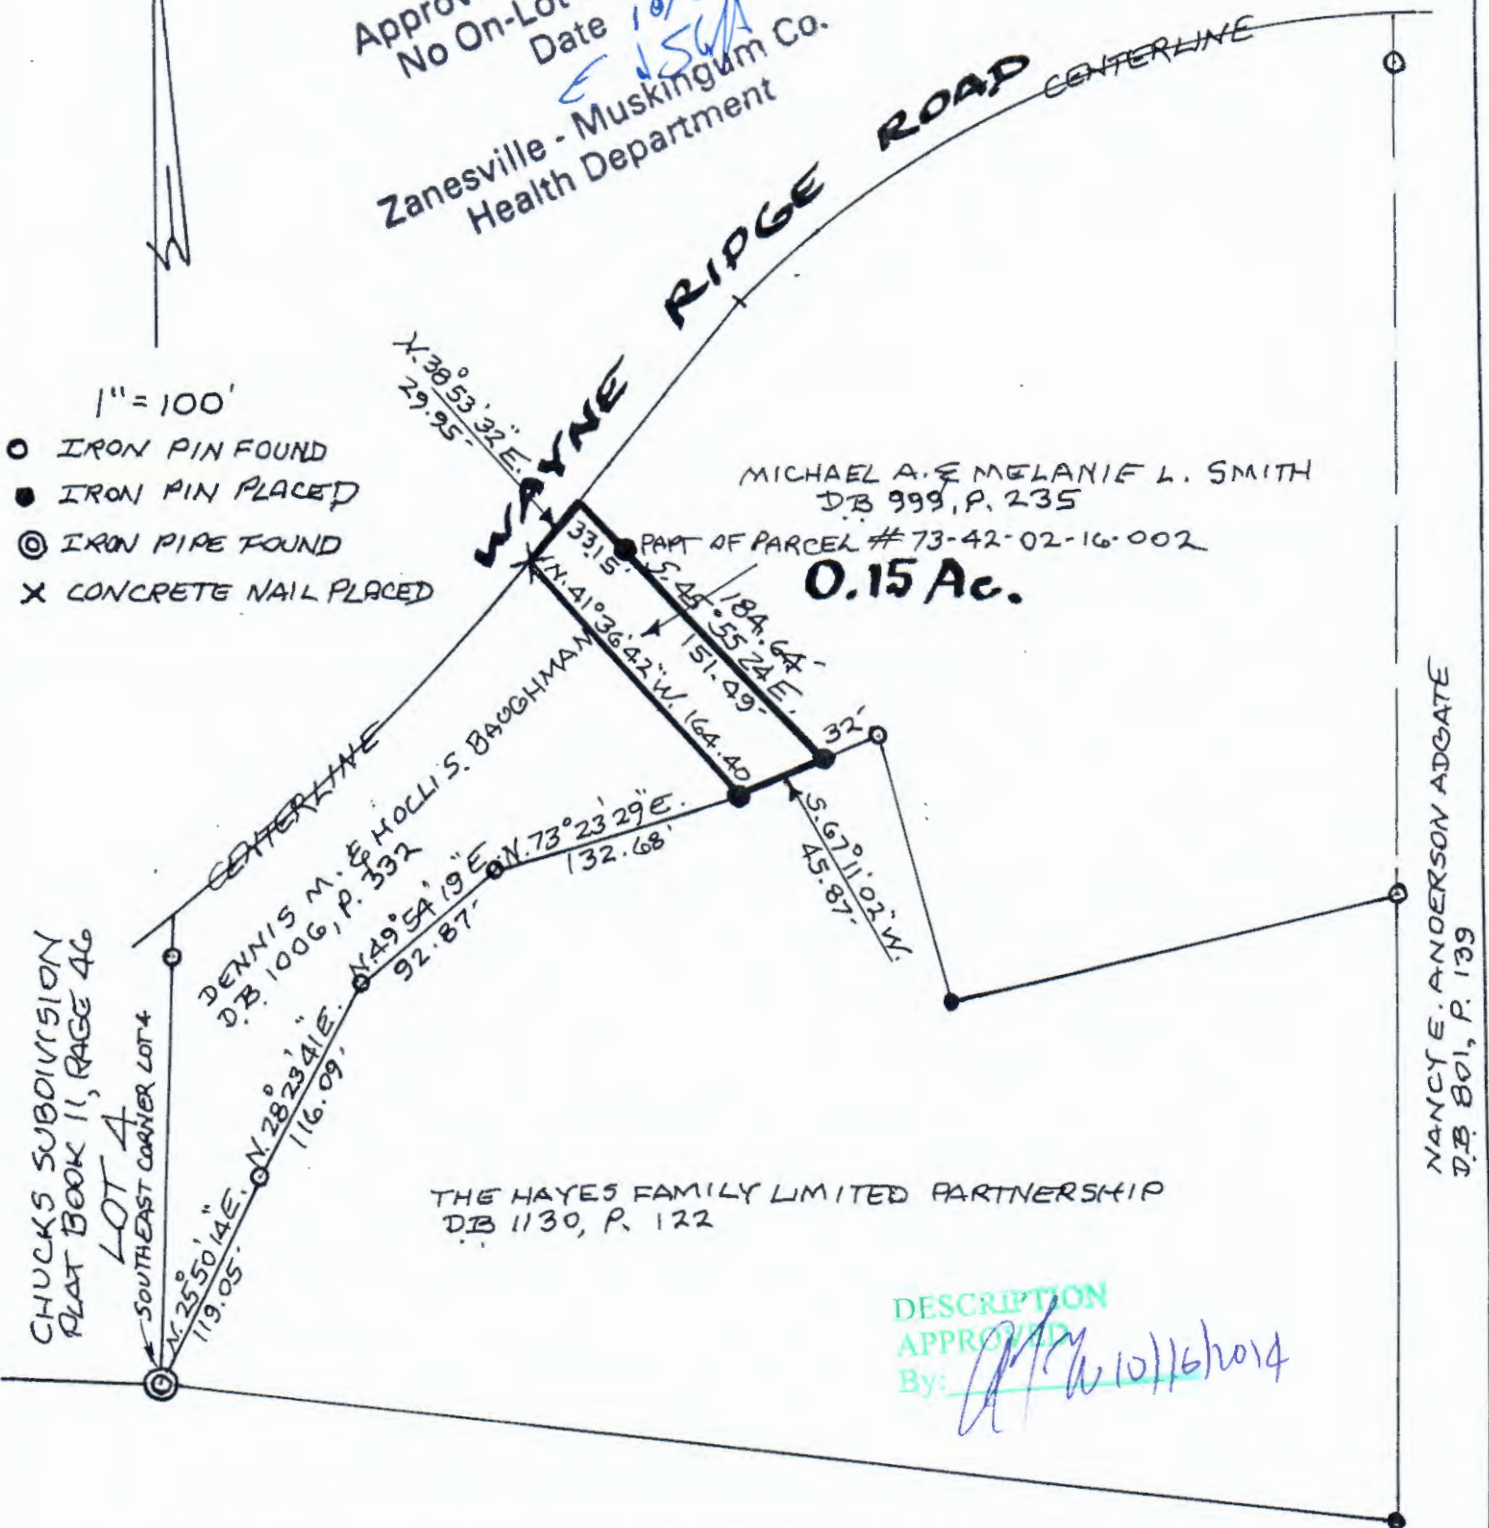 No On-Lot
Date
Zanesville - Muskingum Co.
Health Department
WAYNE RIDGE ROAD
CENTERLINE
1"=100'
IRON PIN FOUND
IRON PIN PLACED
IRON PIPE FOUND
X CONCRETE NAIL PLACED
N.38°53'32"E.
29.95'
MICHAEL A. & MELANIE L. SMITH
D.B 999, P. 235
PART OF PARCEL # 73-42-02-16-002
0.15 Ac.
33.15'
184.64'
S.45°55'24"E.
151.49'
N.41°36'42"W. 164.40
32'
S.67°11'02"W.
45.87'
CENTERLINE
DENNIS M. & HOLLI S. BAUGHMAN
D.B. 1006, P. 332
N.73°23'29"E.
132.68'
N.49°54'19"E.
92.87'
N.28°23'41"E.
116.09'
N.25°50'14"E.
119.05'
CHUCKS SUBDIVISION
PLAT BOOK 11, PAGE 46
LOT 4
SOUTHEAST CORNER LOT 4
THE HAYES FAMILY LIMITED PARTNERSHIP
D.B 1130, P. 122
NANCY E. ANDERSON ADGATE
D.B 801, P. 139
DESCRIPTION
APPROVED
By: 10/16/2014